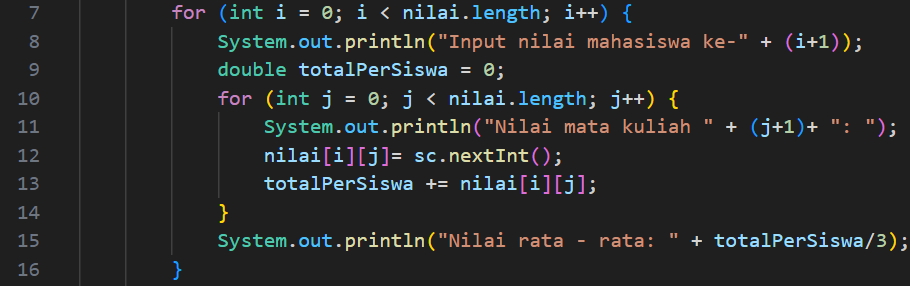 7 for (int i = 0; i < nilai.length; i++) {
8 System.out.println("Input nilai mahasiswa ke-" + (i+1));
9 double totalPerSiswa = 0;
10 for (int j = 0; j < nilai.length; j++) {
11 System.out.println("Nilai mata kuliah " + (j+1)+ ": ");
12 nilai[i][j]= sc.nextInt();
13 totalPerSiswa += nilai[i][j];
14 }
15 System.out.println("Nilai rata - rata: " + totalPerSiswa/3);
16 }